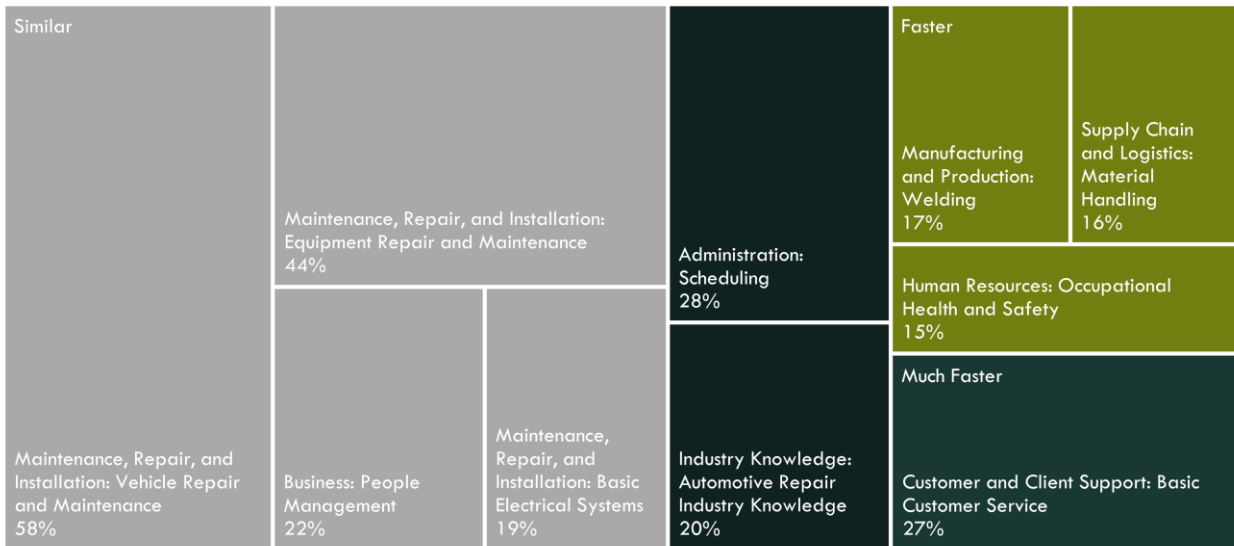 Similar
Maintenance, Repair, and
Installation: Vehicle Repair
and Maintenance
58%
Maintenance, Repair, and Installation:
Equipment Repair and Maintenance
44%
Business: People
Management
22%
Maintenance,
Repair, and
Installation: Basic
Electrical Systems
19%
Administration:
Scheduling
28%
Industry Knowledge:
Automotive Repair
Industry Knowledge
20%
Faster
Manufacturing
and Production:
Welding
17%
Supply Chain
and Logistics:
Material
Handling
16%
Human Resources: Occupational
Health and Safety
15%
Much Faster
Customer and Client Support: Basic
Customer Service
27%